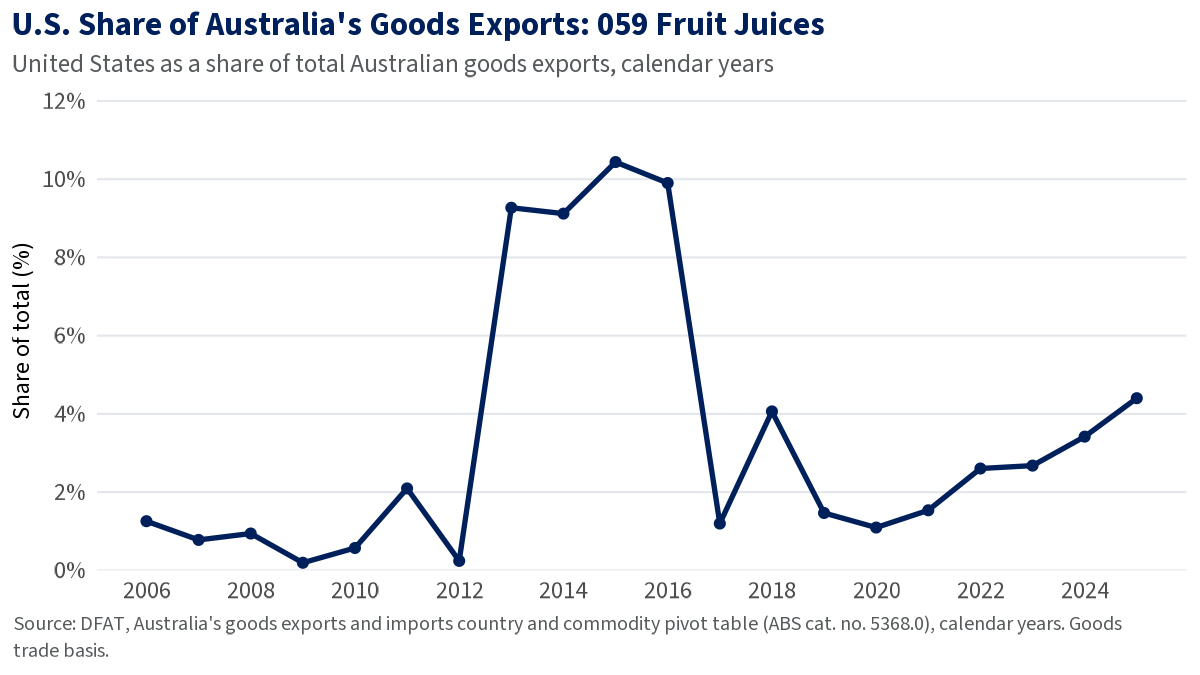 U.S. Share of Australia's Goods Exports: 059 Fruit Juices
United States as a share of total Australian goods exports, calendar years
12%
10%
8%
6%
4%
2%
0%
Share of total (%)
2006 2008 2010 2012 2014 2016 2018 2020 2022 2024
Source: DFAT, Australia's goods exports and imports country and commodity pivot table (ABS cat. no. 5368.0), calendar years. Goods
trade basis.